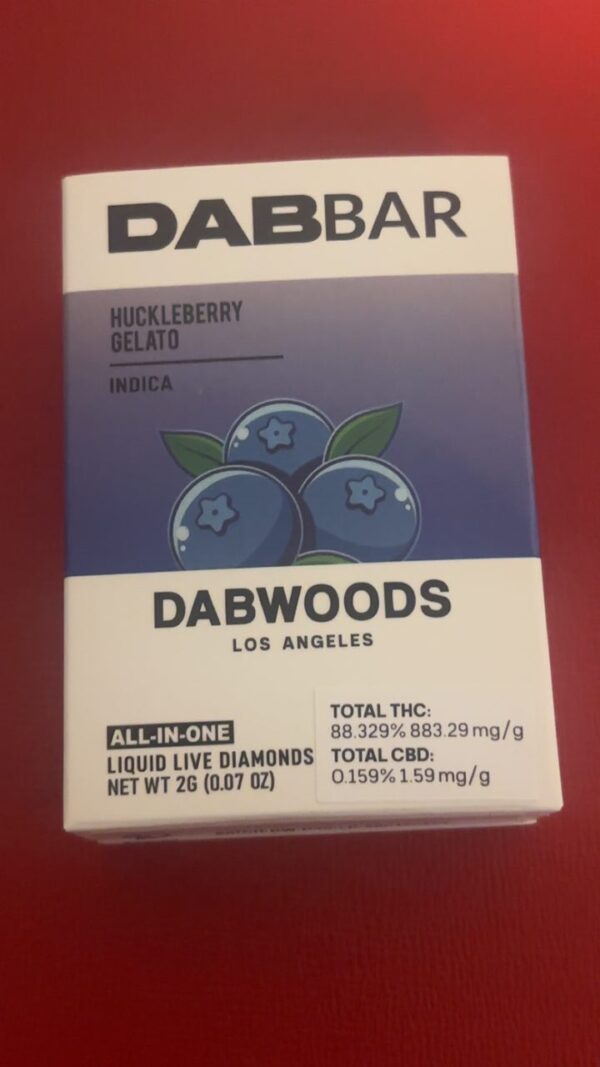 DABBAR
HUCKLEBERRY
GELATO
INDICA
DABWOODS
LOS ANGELES
ALL-IN-ONE
LIQUID LIVE DIAMONDS
NET WT 2G (0.07 OZ)
TOTAL THC:
88.329% 883.29 mg/g
TOTAL CBD:
0.159% 1.59 mg/g